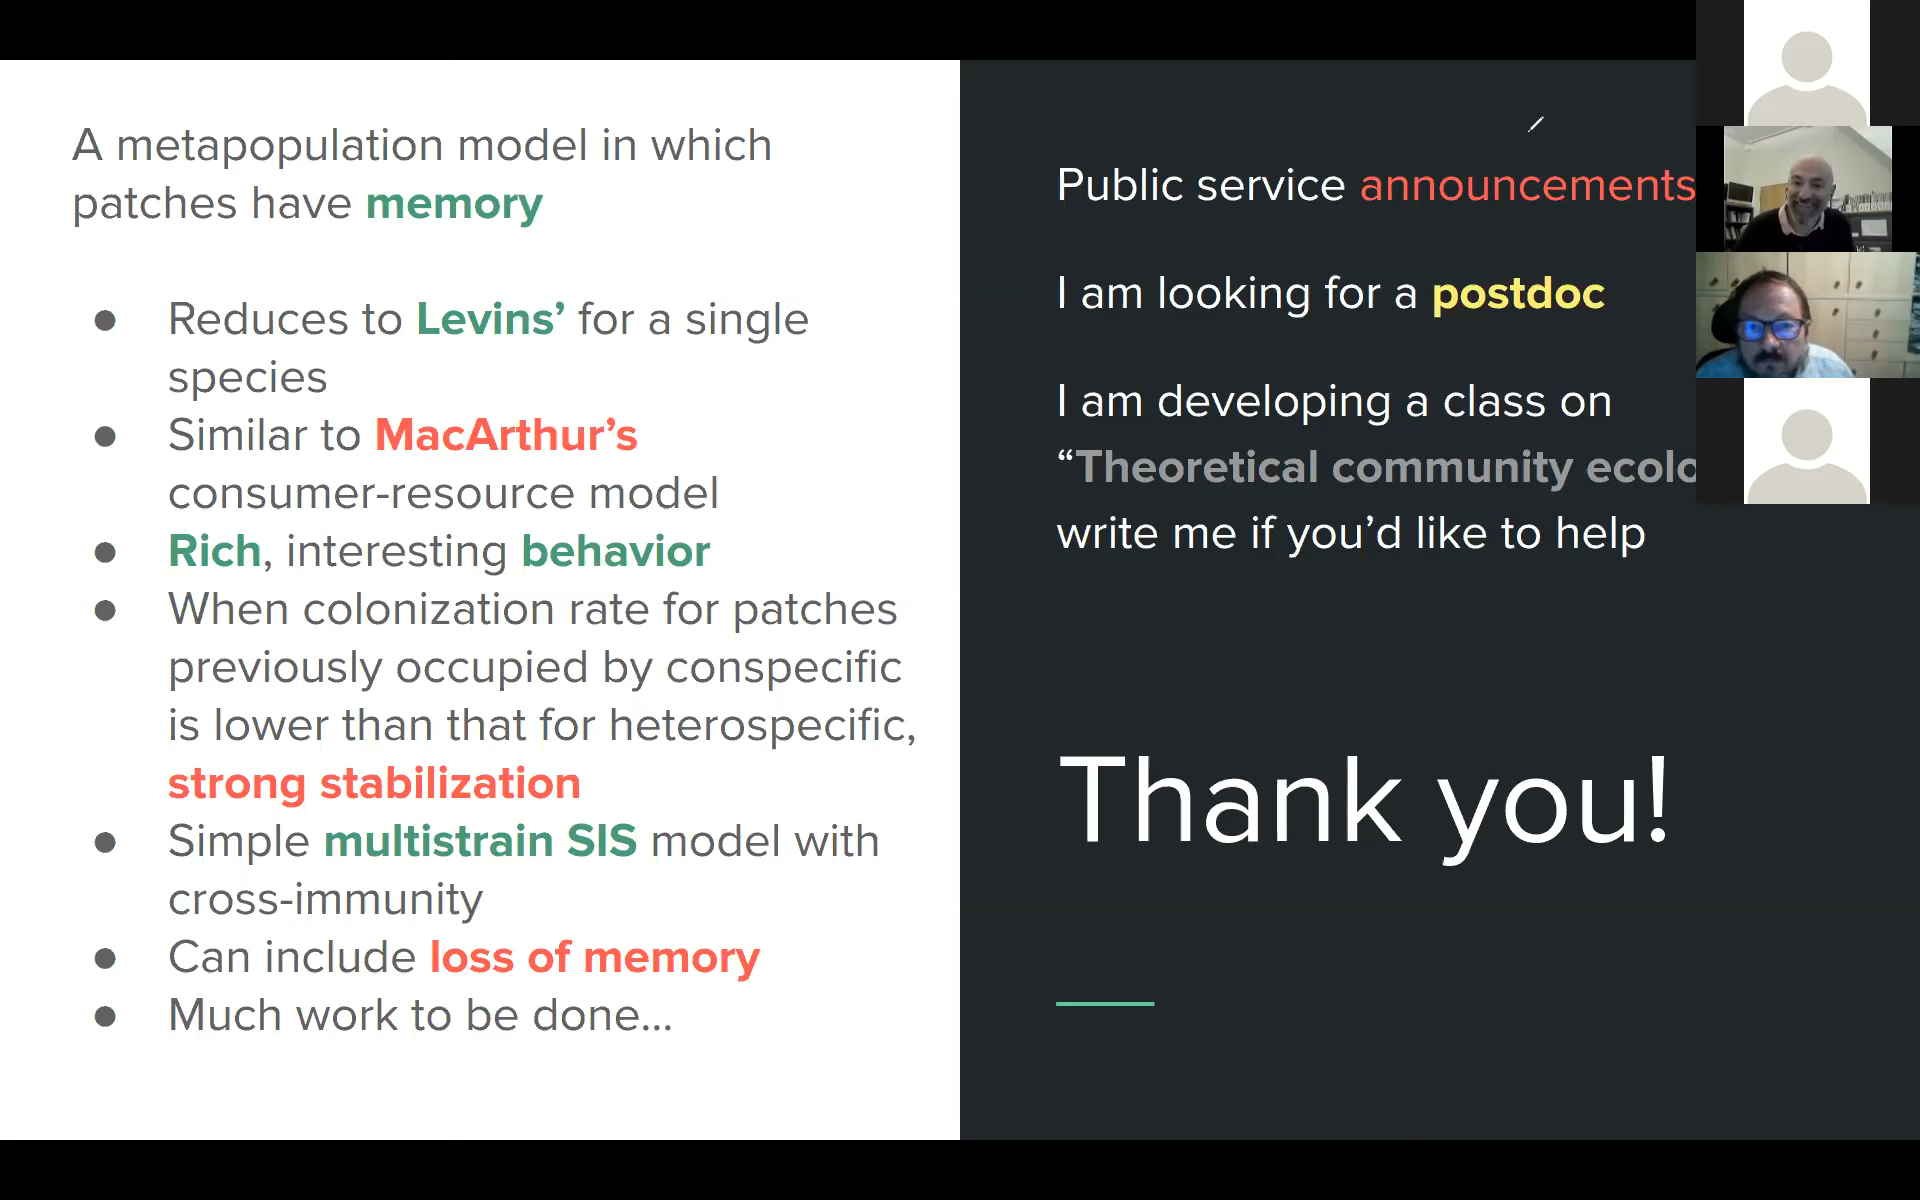 A metapopulation model in which
patches have memory
● Reduces to Levins’ for a single
species
● Similar to MacArthur’s
consumer-resource model
● Rich, interesting behavior
● When colonization rate for patches
previously occupied by conspecific
is lower than that for heterospecific,
strong stabilization
● Simple multistrain SIS model with
cross-immunity
● Can include loss of memory
● Much work to be done...
Public service announcements
I am looking for a postdoc
I am developing a class on
“Theoretical community
write me if you’d like to help
Thank you!